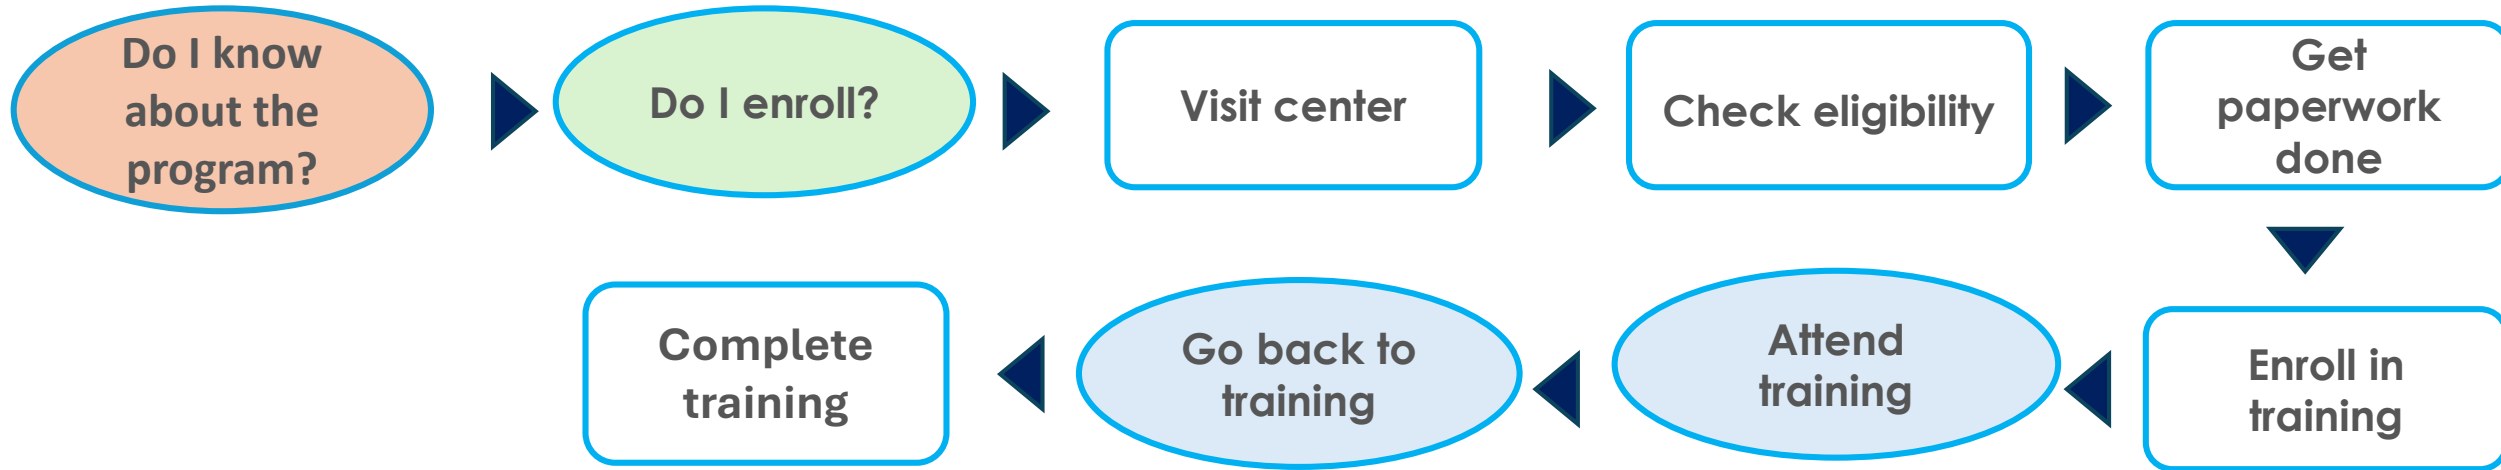 Do I know
about the
program?
Do I enroll?
Visit center
Check eligibility
Get
paperwork
done
Enroll in
training
Attend
training
Go back to
training
Complete
training